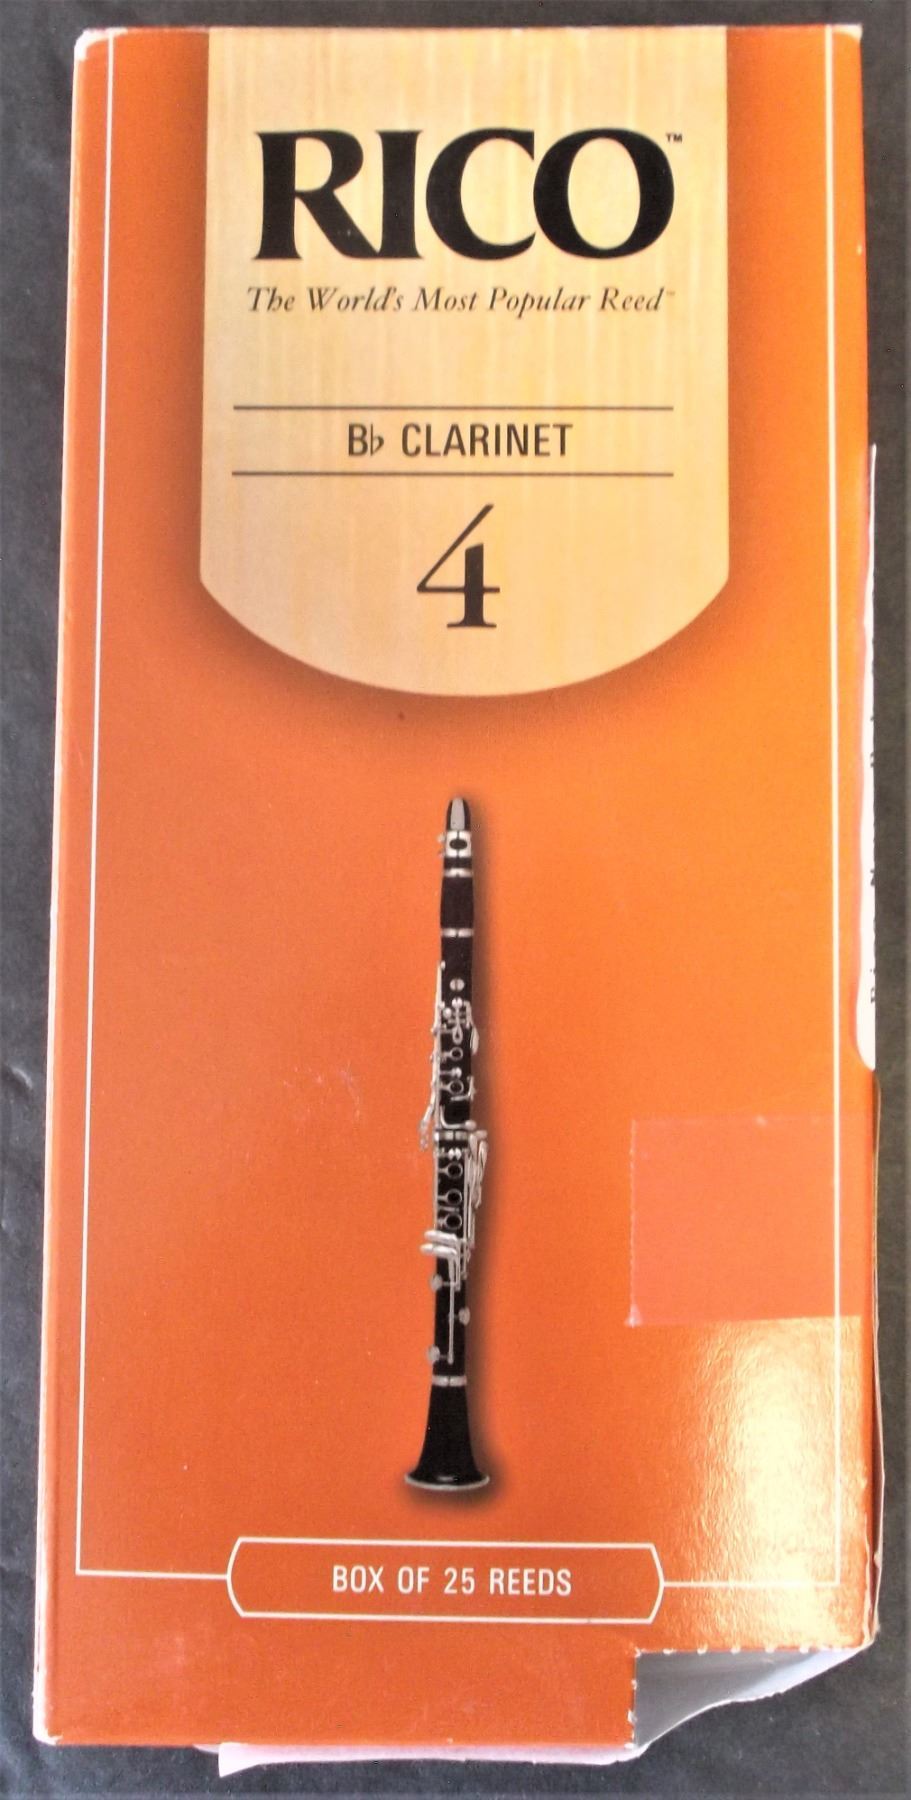 RICO™
The World's Most Popular Reed™
B♭ CLARINET
4
BOX OF 25 REEDS